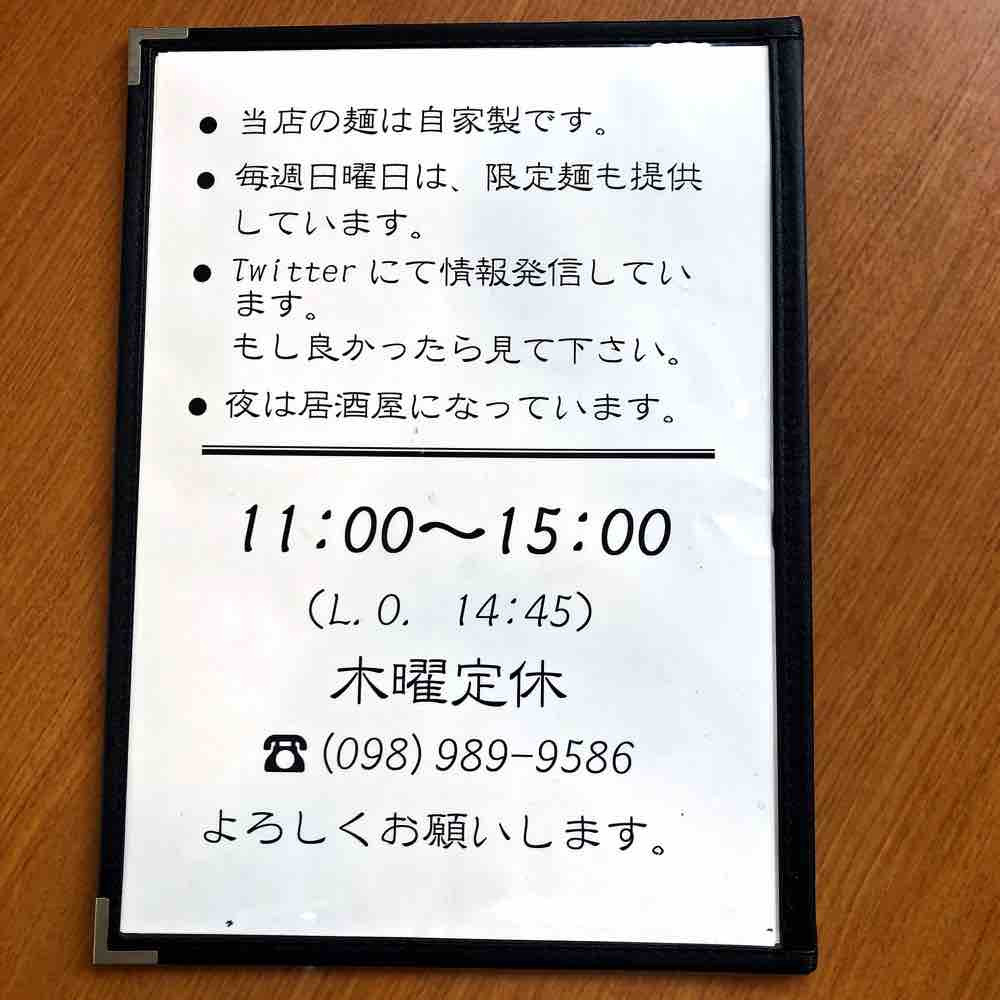 ● 当店の麺は自家製です。
● 毎週日曜日は、限定麺も提供
しています。
● Twitter にて情報発信してい
ます。
もし良かったら見て下さい。
● 夜は居酒屋になっています。
11:00～15:00
(L.O. 14:45)
木曜定休
☎(098)989-9586
よろしくお願いします。